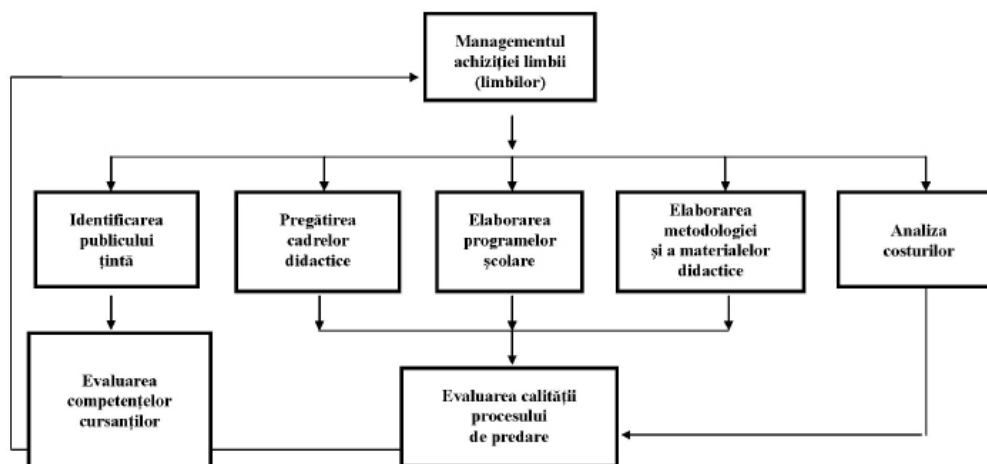 Managementul
achiziției limbii
(limbilor)
Identificarea
publicului
țintă
Pregătirea
cadrelor
didactice
Elaborarea
programelor
școlare
Elaborarea
metodologiei
și a materialelor
didactice
Analiza
costurilor
Evaluarea
competențelor
cursanților
Evaluarea calității
procesului
de predare